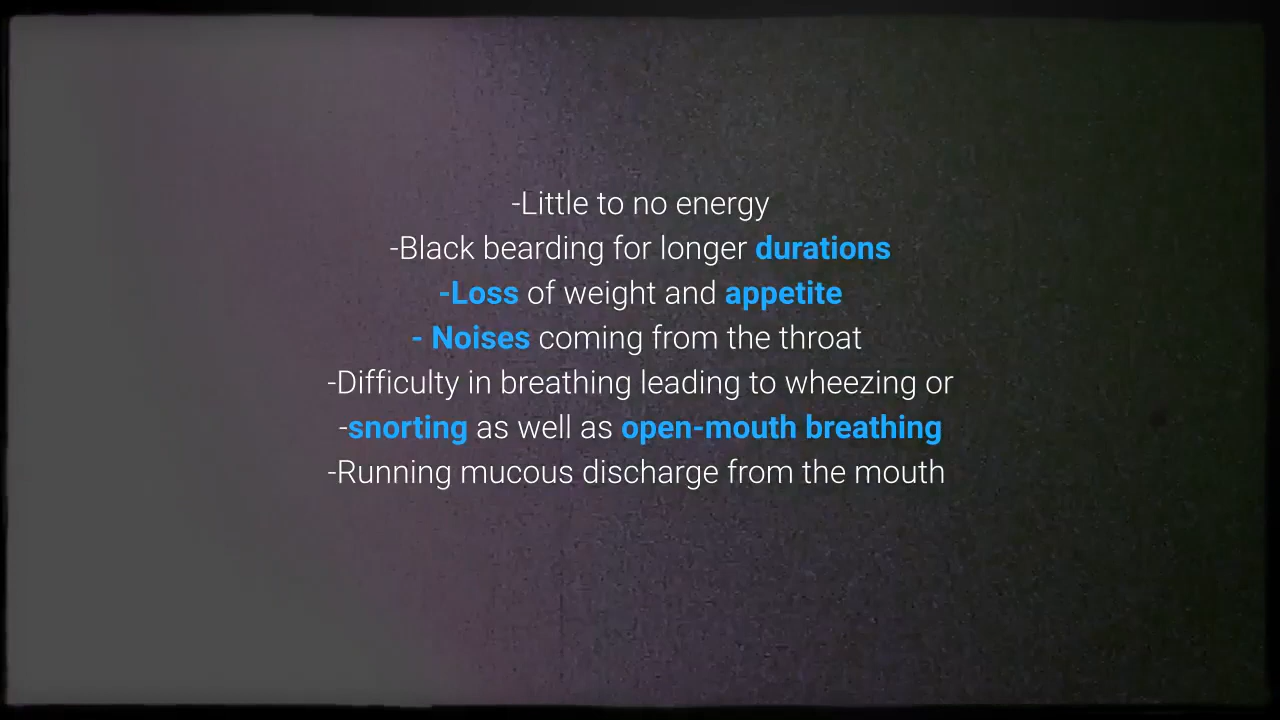 -Little to no energy
-Black bearding for longer durations
-Loss of weight and appetite
- Noises coming from the throat
-Difficulty in breathing leading to wheezing or
-snorting as well as open-mouth breathing
-Running mucous discharge from the mouth